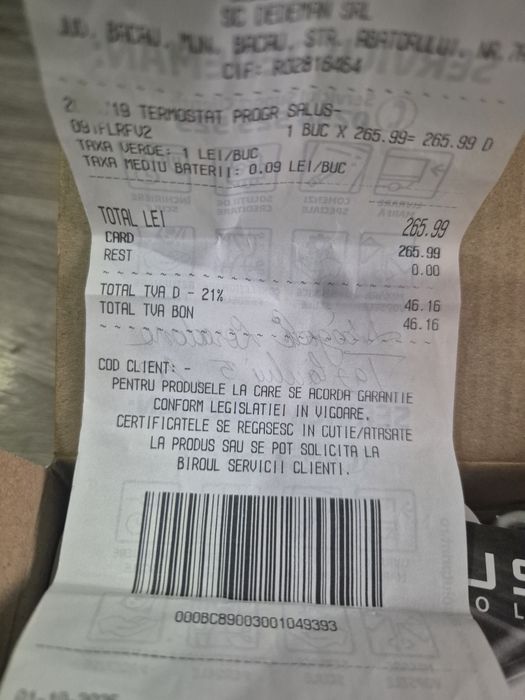 SC DEDEMAN SRL
JUD. BACAU, MUN. BACAU, STR. ABATORULUI, NR.
CIF: RO2816464
TERMOSTAT PROGR SALUS-
1 BUC X 265.99= 265.99 D
TAXA VERDE: 1 LEI/BUC
TAXA MEDIU BATERII: 0.09 LEI/BUC
TOTAL LEI 265.99
CARD 265.99
REST 0.00
TOTAL TVA D - 21% 46.16
TOTAL TVA BON 46.16
COD CLIENT: -
PENTRU PRODUSELE LA CARE SE ACORDA GARANTIE
CONFORM LEGISLATIEI IN VIGOARE,
CERTIFICATELE SE REGASESC IN CUTIE/ATASATE
LA PRODUS SAU SE POT SOLICITA LA
BIROUL SERVICII CLIENTI.
000BC89003001049393